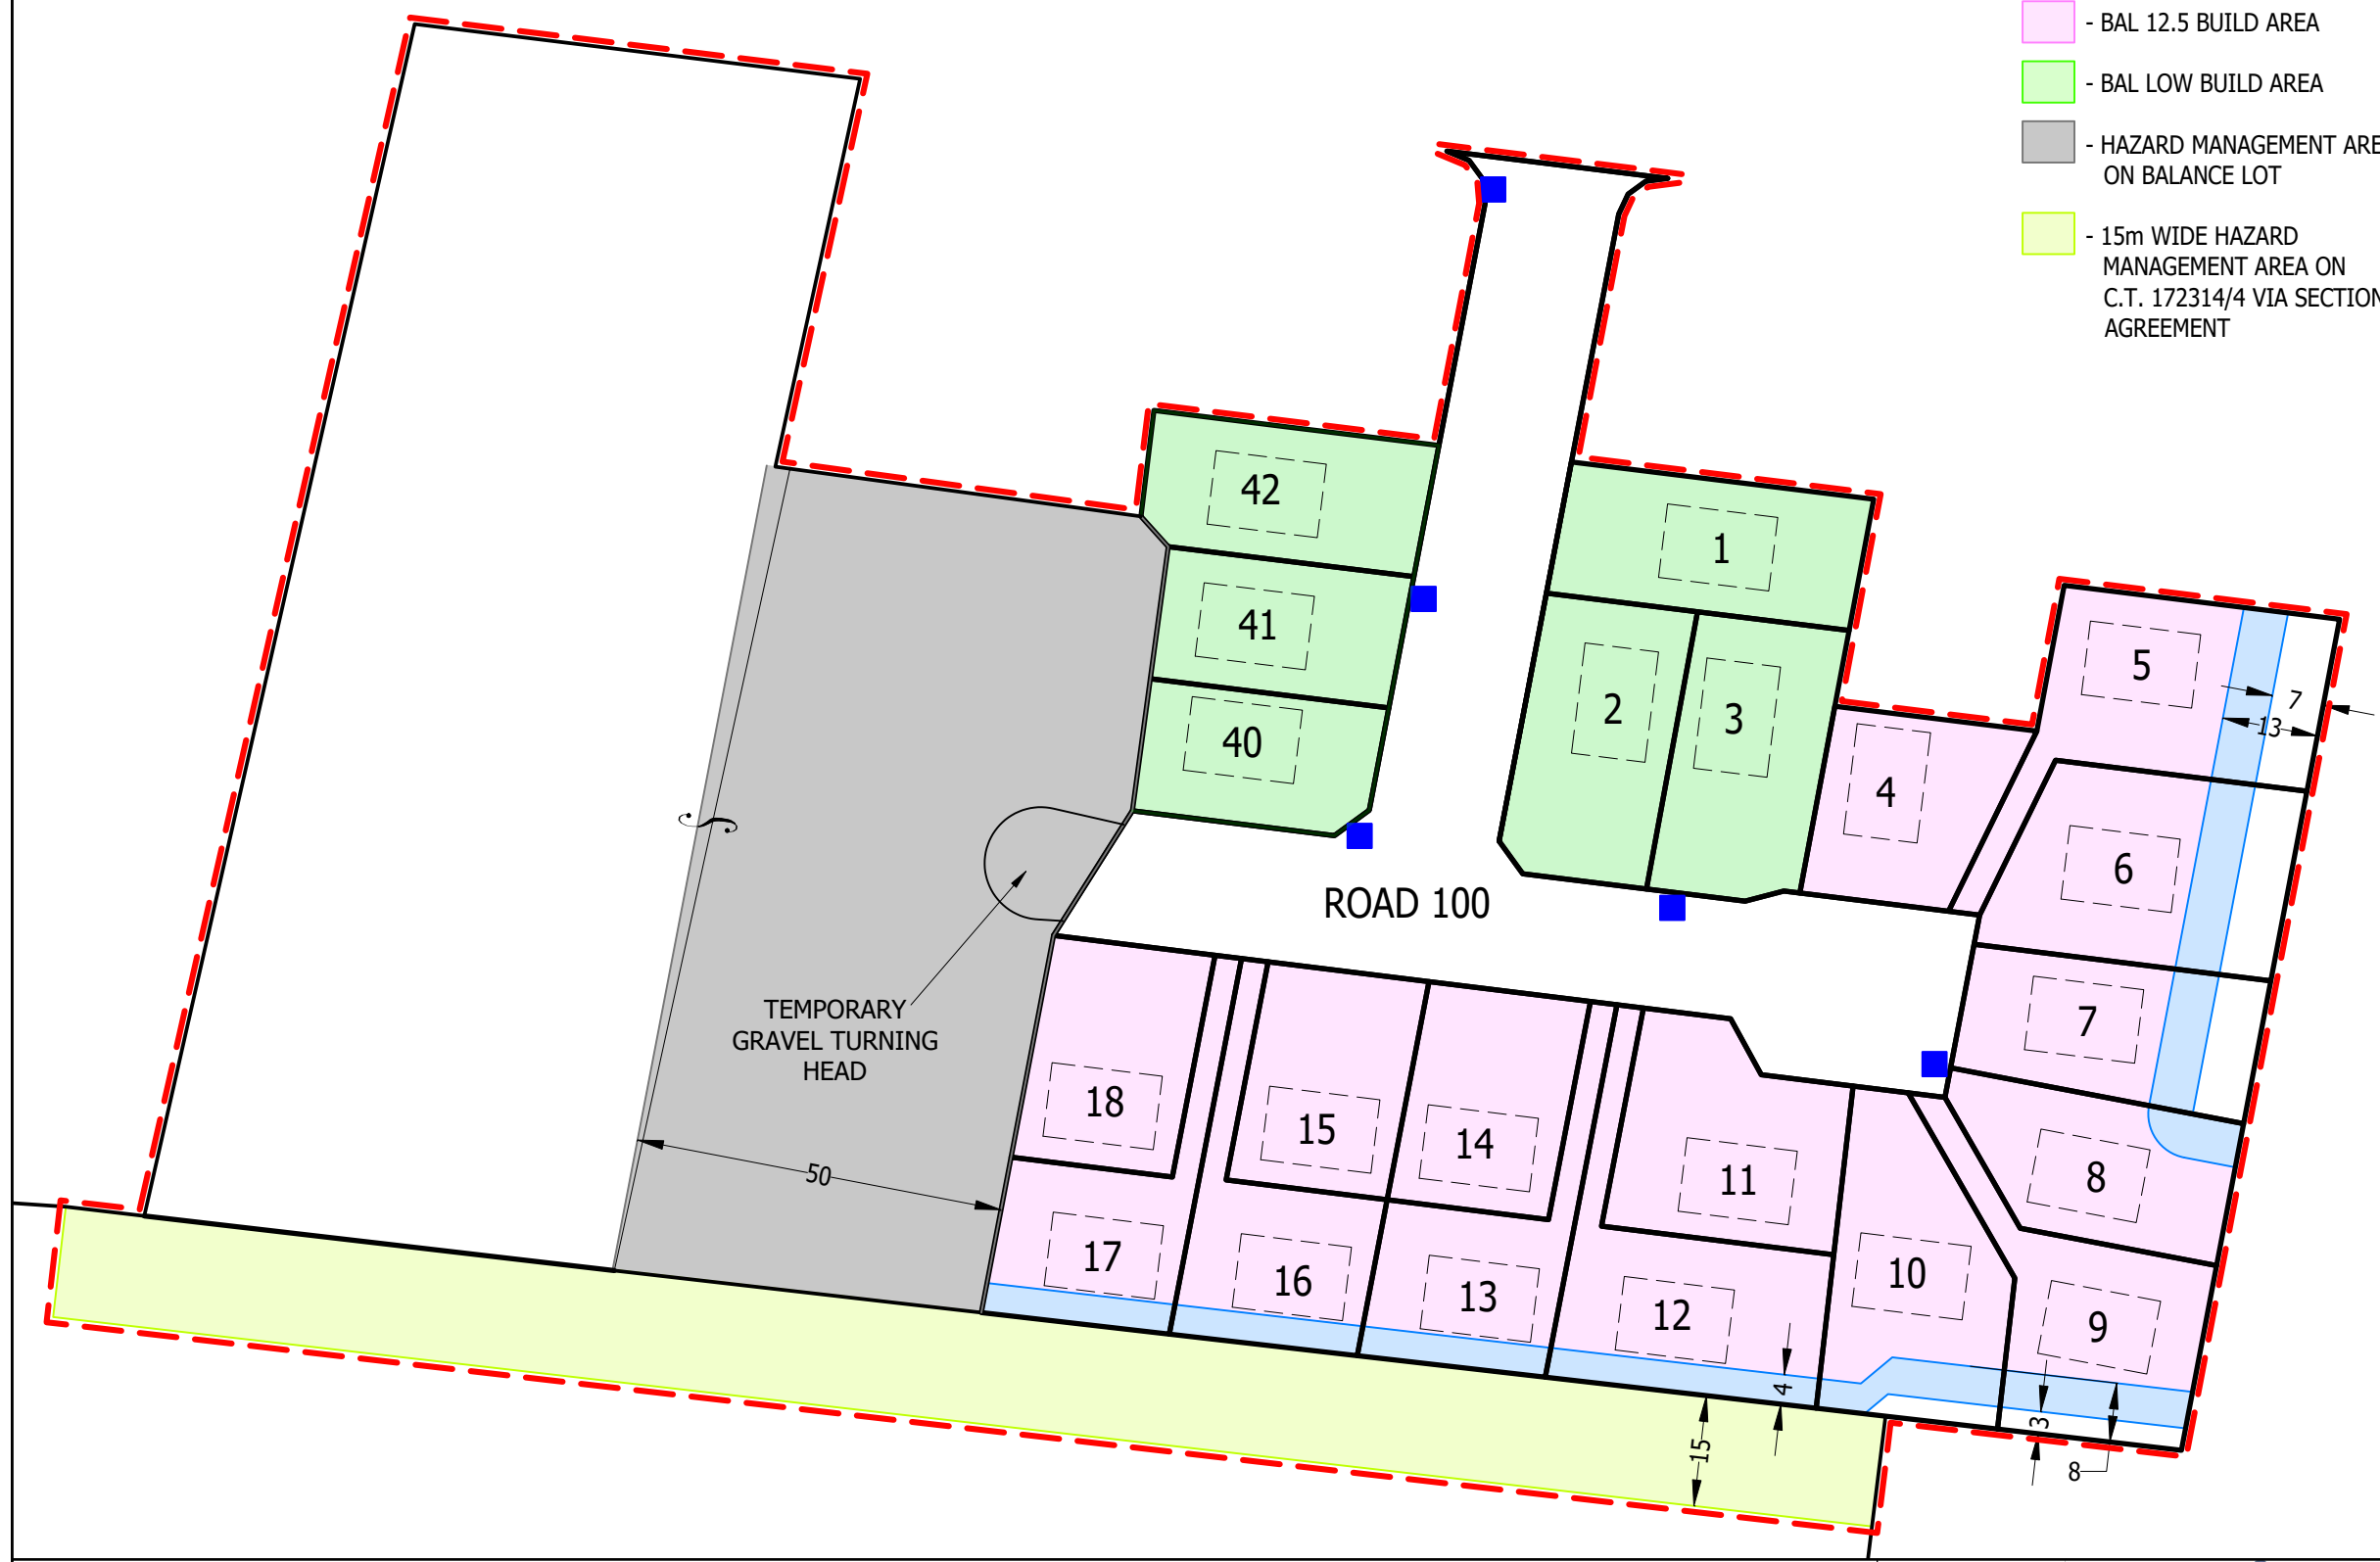 - BAL 12.5 BUILD AREA
- BAL LOW BUILD AREA
- HAZARD MANAGEMENT ARE
ON BALANCE LOT
- 15m WIDE HAZARD
MANAGEMENT AREA ON
C.T. 172314/4 VIA SECTION
AGREEMENT
42
1
41
5
2
3
7
13
40
4
6
ROAD 100
TEMPORARY
GRAVEL TURNING
HEAD
7
18
15
14
11
8
50
17
16
13
12
10
9
4
3
15
8